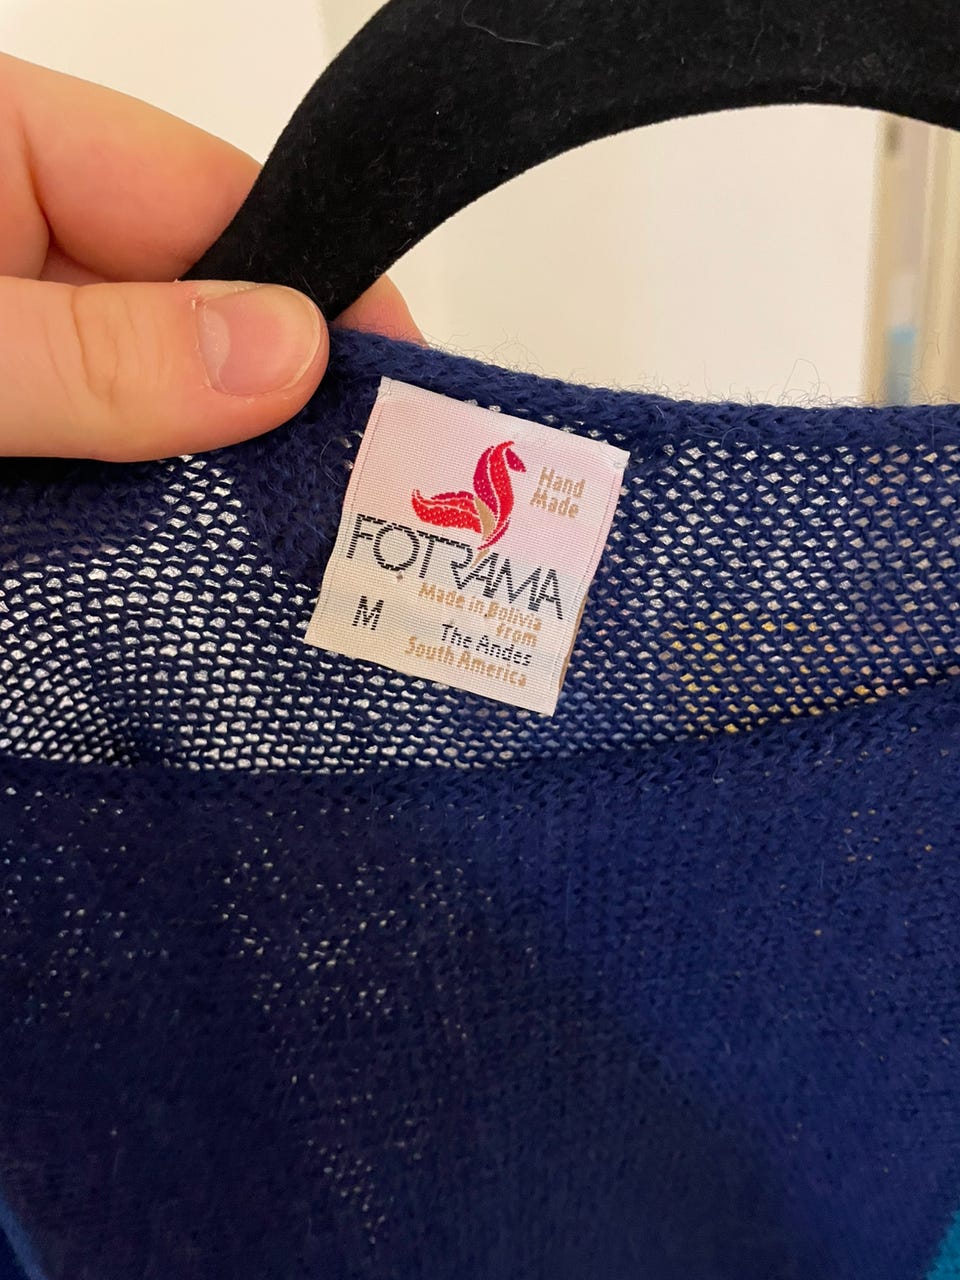 Hand
Made
FOTRAMA
Made in Bolivia
M
from
The Andes
South America